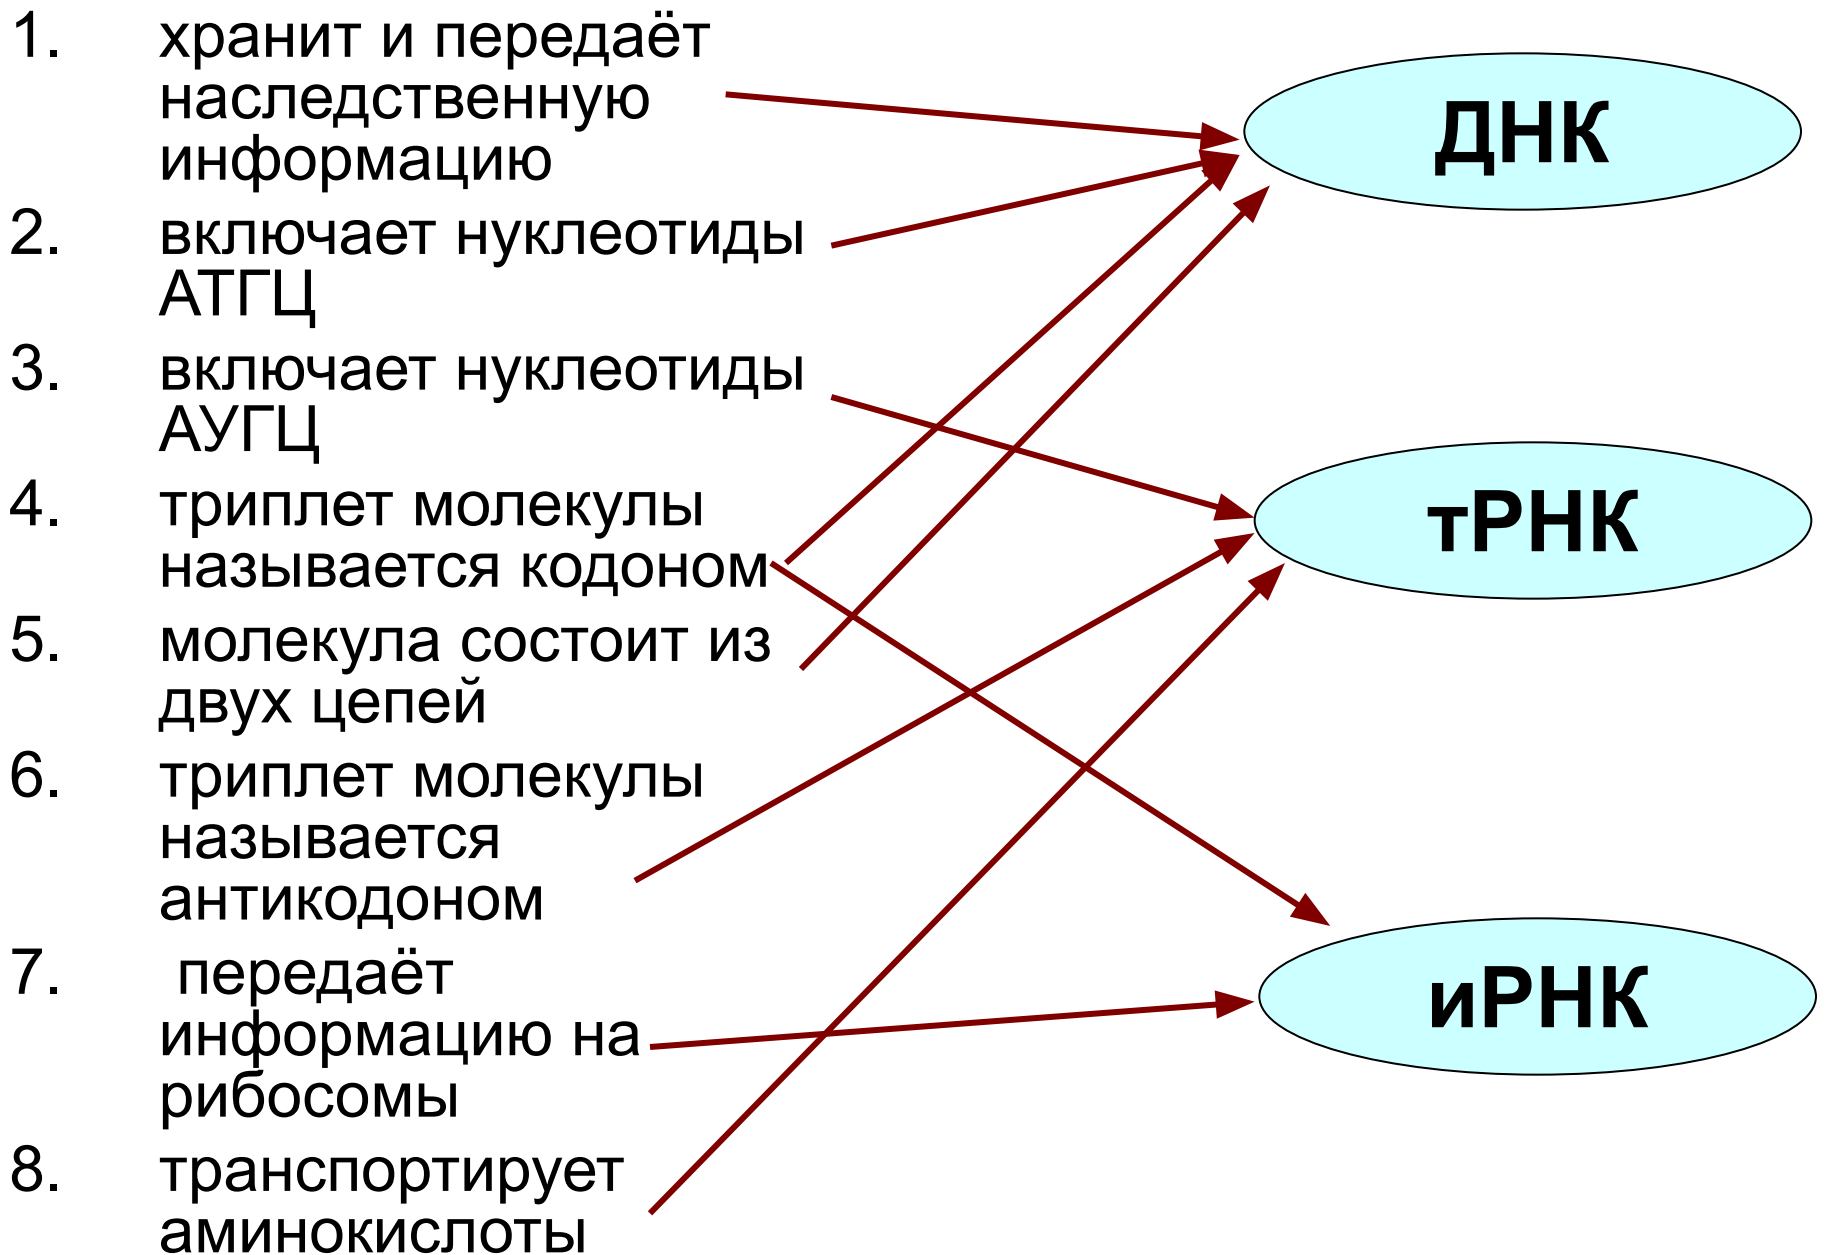 1. хранит и передаёт
наследственную
информацию
2. включает нуклеотиды
АТГЦ
3. включает нуклеотиды
АУГЦ
4. триплет молекулы
называется кодоном
5. молекула состоит из
двух цепей
6. триплет молекулы
называется
антикодоном
7. передаёт
информацию на
рибосомы
8. транспортирует
аминокислоты
ДНК
тРНК
иРНК